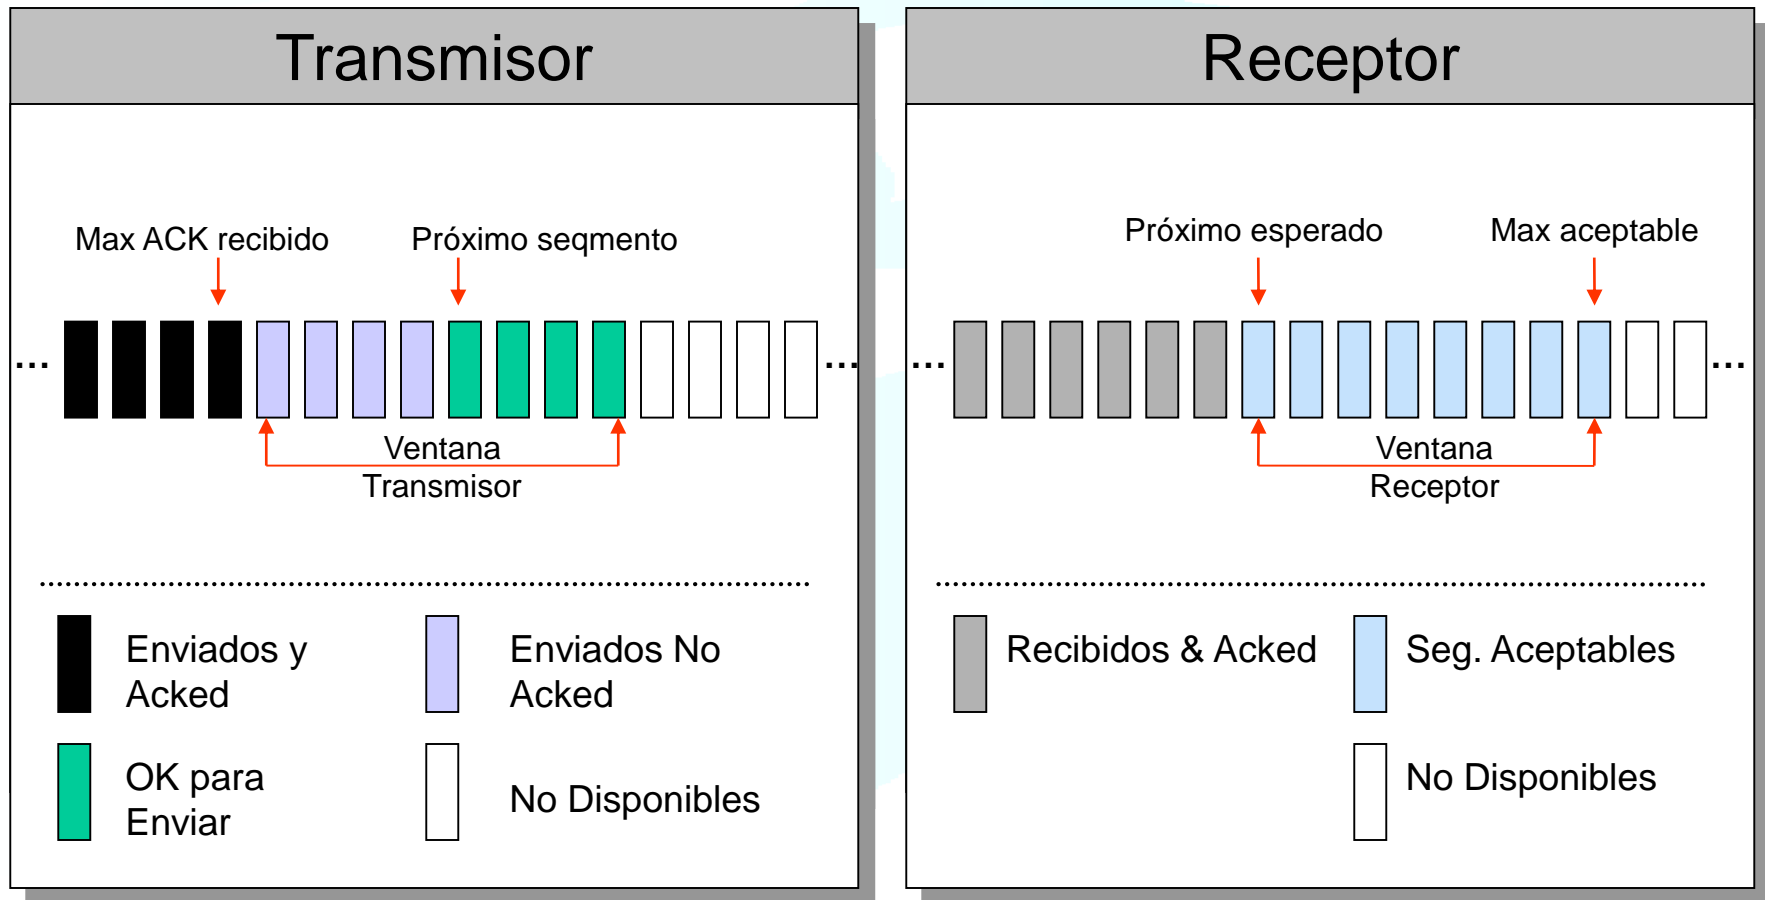 Transmisor
Max ACK recibido
Próximo seqmento
...
...
Ventana
Transmisor
Enviados y
Acked
Enviados No
Acked
OK para
Enviar
No Disponibles
Receptor
Próximo esperado
Max aceptable
...
...
Ventana
Receptor
Recibidos & Acked
Seg. Aceptables
No Disponibles